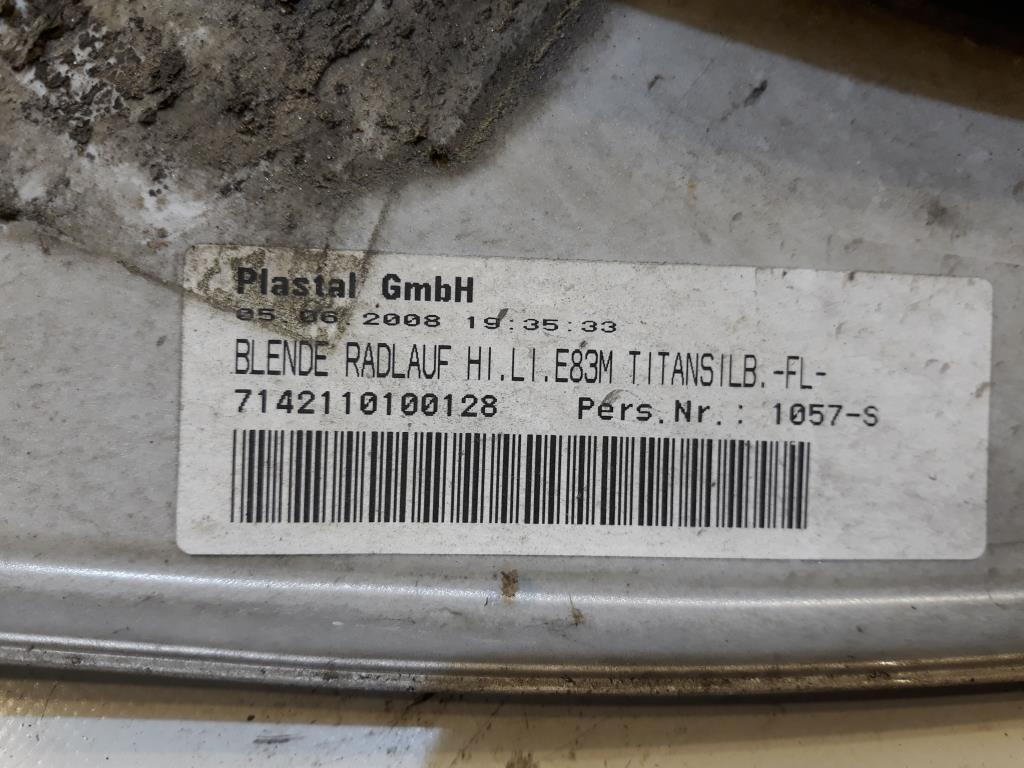 Plastal GmbH
05.06.2008 19:35:33
BLENDE RADLAUF HI.LI.E83M TITANSILB.-FL-
7142110100128 Pers.Nr.: 1057-S